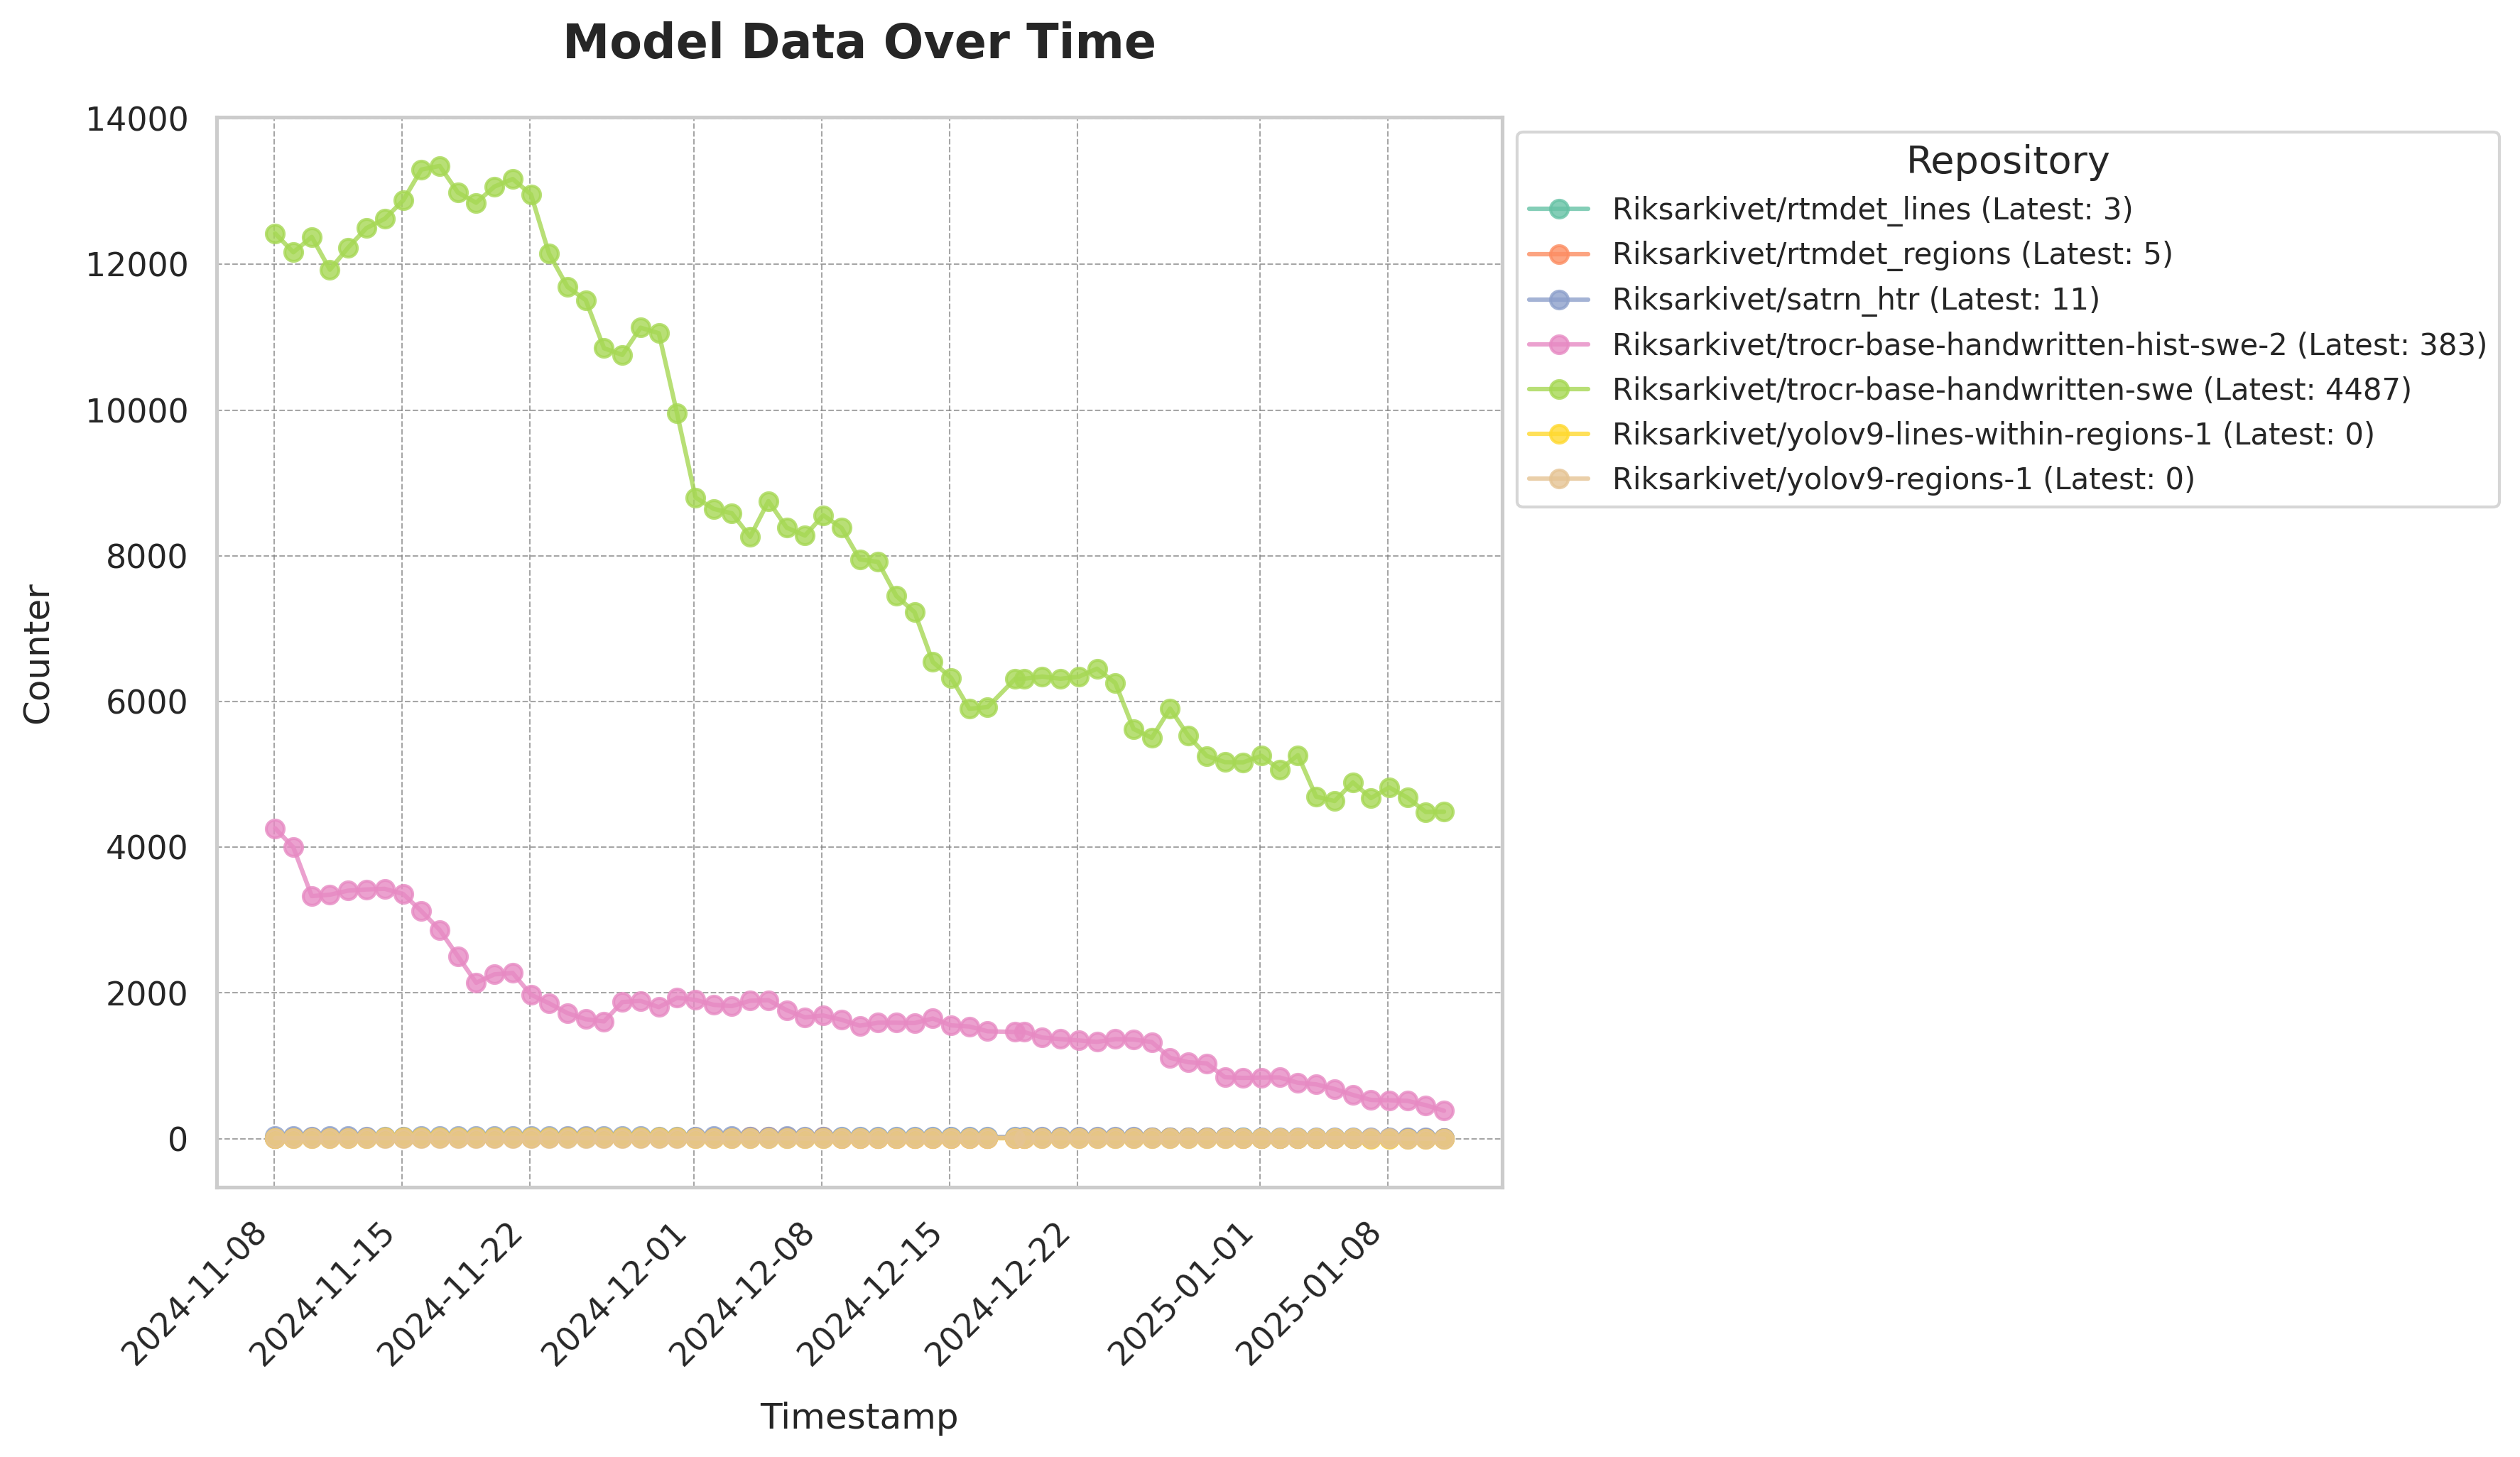 Model Data Over Time
14000
12000
10000
8000
6000
4000
2000
0
Counter
2024-11-08
2024-11-15
2024-11-22
2024-12-01
2024-12-08
2024-12-15
2024-12-22
2025-01-01
2025-01-08
Timestamp
Repository
Riksarkivet/rtmdet_lines (Latest: 3)
Riksarkivet/rtmdet_regions (Latest: 5)
Riksarkivet/satrn_htr (Latest: 11)
Riksarkivet/trocr-base-handwritten-hist-swe-2 (Latest: 383)
Riksarkivet/trocr-base-handwritten-swe (Latest: 4487)
Riksarkivet/yolov9-lines-within-regions-1 (Latest: 0)
Riksarkivet/yolov9-regions-1 (Latest: 0)